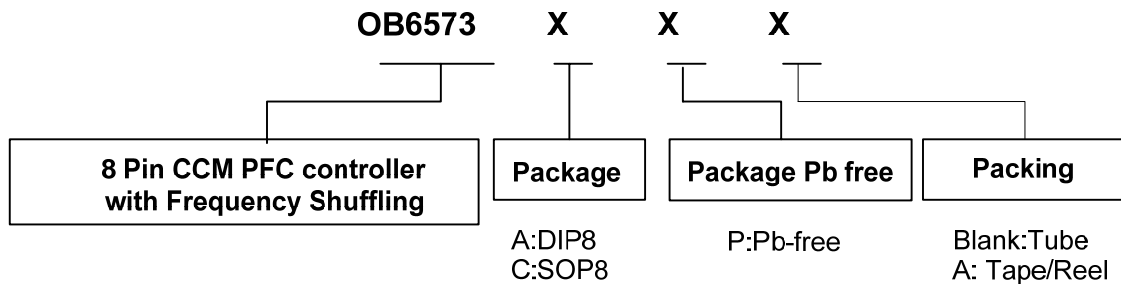 OB6573 X X X
8 Pin CCM PFC controller
with Frequency Shuffling
Package
Package Pb free
Packing
A:DIP8
C:SOP8
P:Pb-free
Blank:Tube
A: Tape/Reel